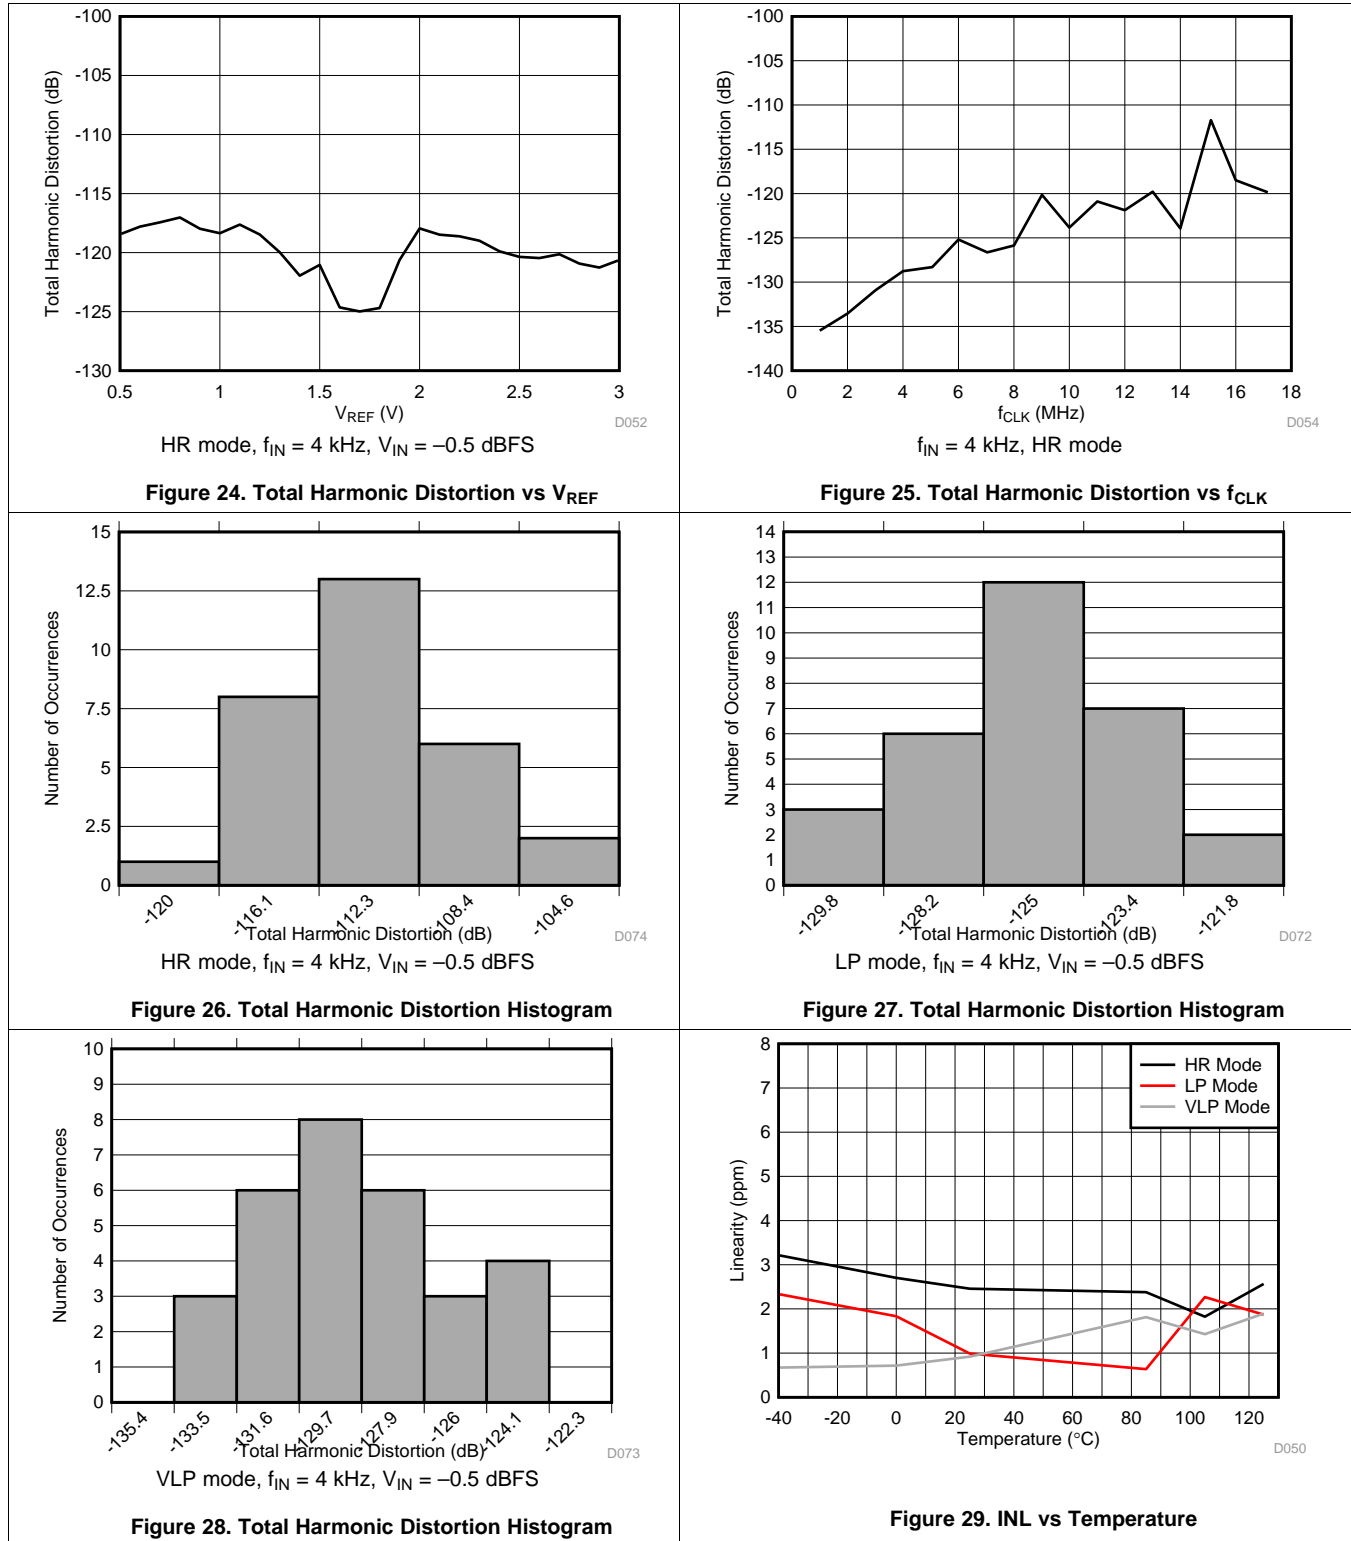 -100
-105
-110
-115
-120
-125
-130
Total Harmonic Distortion (dB)
0.5 1 1.5 2 2.5 3
VREF (V)
D052
HR mode, fIN = 4 kHz, VIN = –0.5 dBFS
Figure 24. Total Harmonic Distortion vs VREF
-100
-105
-110
-115
-120
-125
-130
-135
-140
Total Harmonic Distortion (dB)
0 2 4 6 8 10 12 14 16 18
fCLK (MHz)
D054
fIN = 4 kHz, HR mode
Figure 25. Total Harmonic Distortion vs fCLK
15
12.5
10
7.5
5
2.5
0
Number of Occurrences
-120 -116.1 -112.3 -108.4 -104.6
Total Harmonic Distortion (dB)
D074
HR mode, fIN = 4 kHz, VIN = –0.5 dBFS
Figure 26. Total Harmonic Distortion Histogram
14
13
12
11
10
9
8
7
6
5
4
3
2
1
0
Number of Occurrences
-129.8 -128.2 -125 -123.4 -121.8
Total Harmonic Distortion (dB)
D072
LP mode, fIN = 4 kHz, VIN = –0.5 dBFS
Figure 27. Total Harmonic Distortion Histogram
10
9
8
7
6
5
4
3
2
1
0
Number of Occurrences
-135.4 -133.5 -131.6 -129.7 -127.9 -126 -124.1 -122.3
Total Harmonic Distortion (dB)
D073
VLP mode, fIN = 4 kHz, VIN = –0.5 dBFS
Figure 28. Total Harmonic Distortion Histogram
8
7
6
5
4
3
2
1
0
Linearity (ppm)
HR Mode
LP Mode
VLP Mode
-40 -20 0 20 40 60 80 100 120
Temperature (°C)
D050
Figure 29. INL vs Temperature